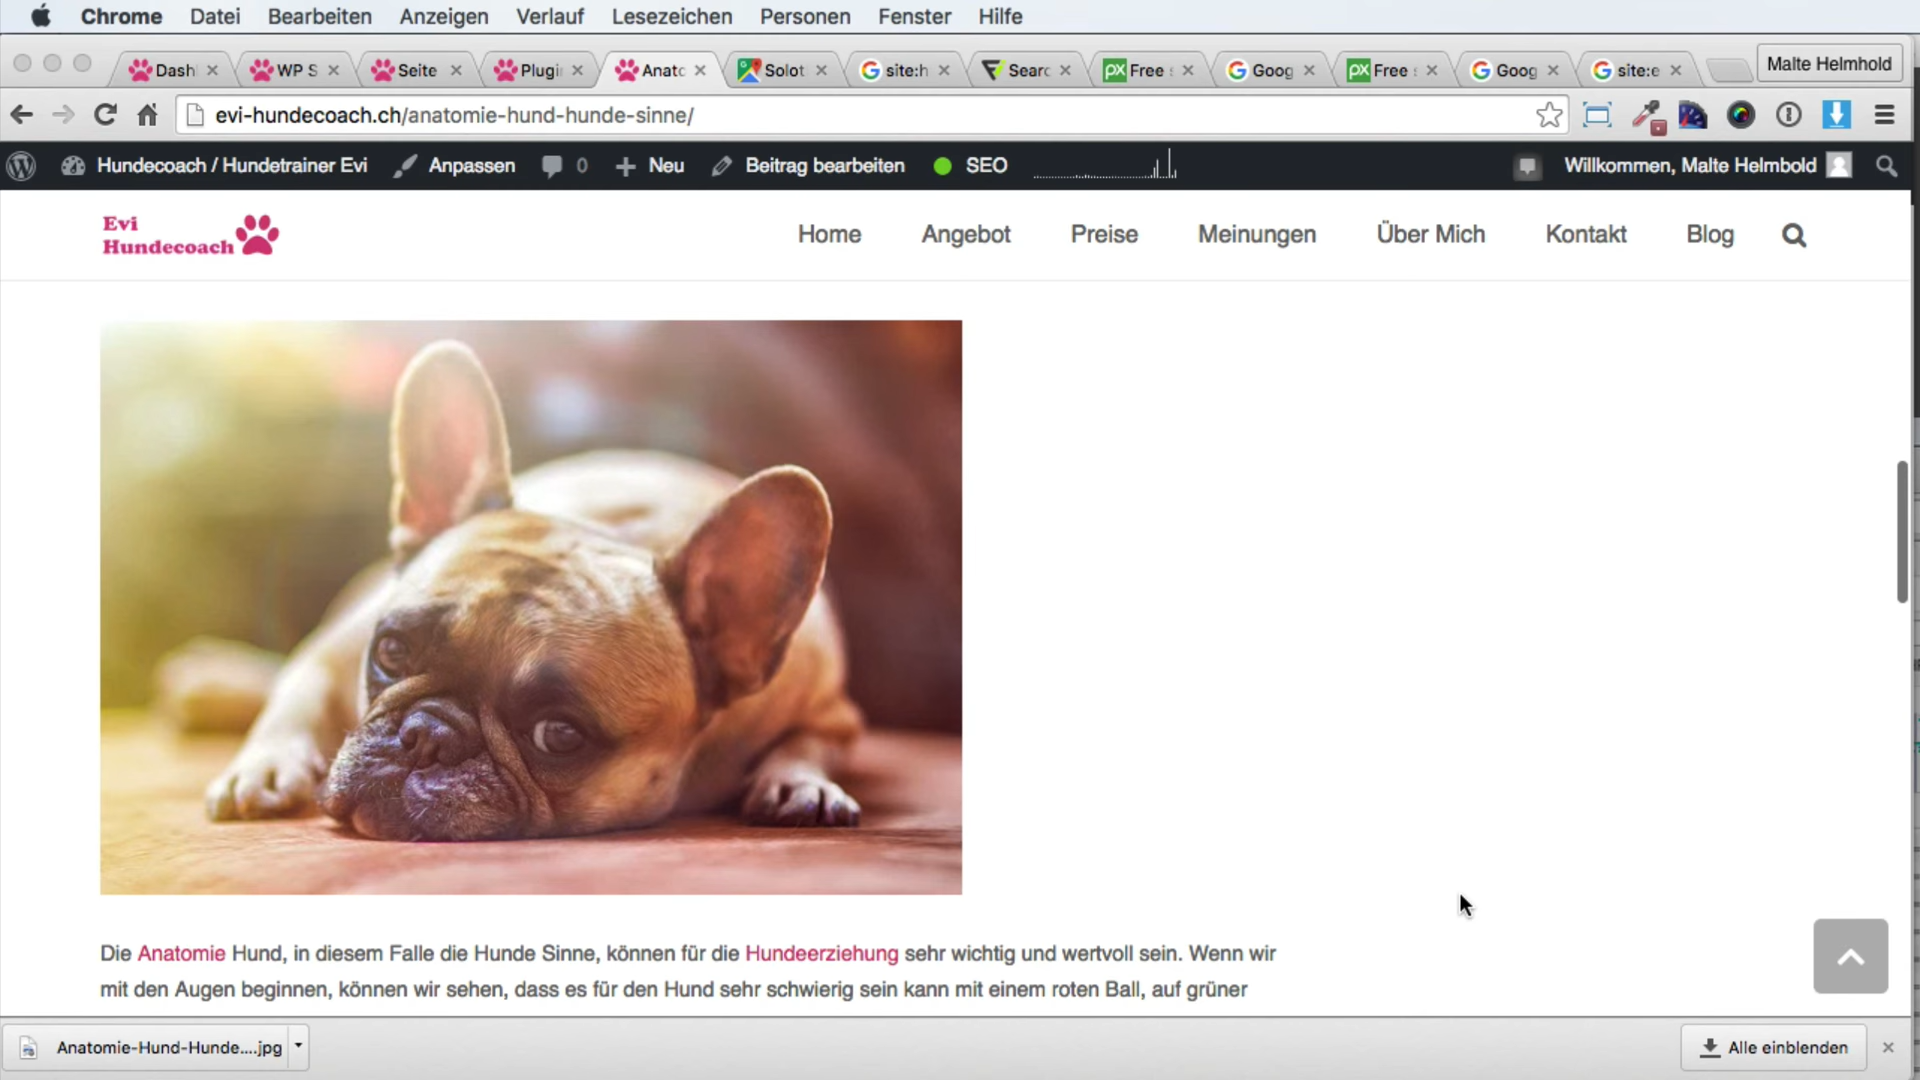 Chrome Datei Bearbeiten Anzeigen Verlauf Lesezeichen Personen Fenster Hilfe
Dash WP S Seite Plugi Anato Solot site:h Searc Free Goog Free Goog site:e Malte Helmhold
evi-hundecoach.ch/anatomie-hund-hunde-sinne/
Hundecoach / Hundetrainer Evi Anpassen 0 Neu Beitrag bearbeiten SEO Willkommen, Malte Helmbold
Evi
Hundecoach
Home Angebot Preise Meinungen Über Mich Kontakt Blog
Die Anatomie Hund, in diesem Falle die Hunde Sinne, können für die Hundeerziehung sehr wichtig und wertvoll sein. Wenn wir
mit den Augen beginnen, können wir sehen, dass es für den Hund sehr schwierig sein kann mit einem roten Ball, auf grüner
Anatomie-Hund-Hunde....jpg Alle einblenden